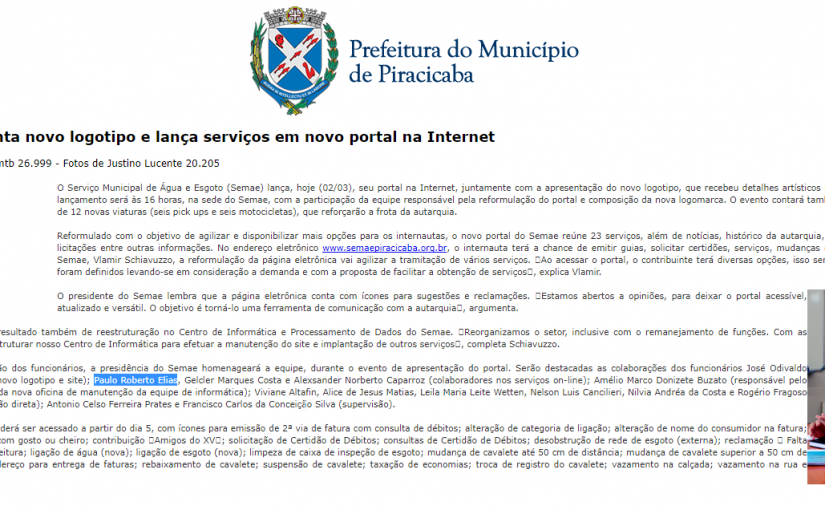 Prefeitura do Município
de Piracicaba
nta novo logotipo e lança serviços em novo portal na Internet
mtb 26.999 - Fotos de Justino Lucente 20.205
O Serviço Municipal de Água e Esgoto (Semae) lança, hoje (02/03), seu portal na Internet, juntamente com a apresentação do novo logotipo, que recebeu detalhes artísticos
lançamento será às 16 horas, na sede do Semae, com a participação da equipe responsável pela reformulação do portal e composição da nova logomarca. O evento contará tam
de 12 novas viaturas (seis pick ups e seis motocicletas), que reforçarão a frota da autarquia.
Reformulado com o objetivo de agilizar e disponibilizar mais opções para os internautas, o novo portal do Semae reúne 23 serviços, além de notícias, histórico da autarquia,
licitações entre outras informações. No endereço eletrônico www.semaepiracicaba.org.br, o internauta terá a chance de emitir guias, solicitar certidões, serviços, mudanças
Semae, Vlamir Schiavuzzo, a reformulação da página eletrônica vai agilizar a tramitação de vários serviços. Ao acessar o portal, o contribuinte terá diversas opções, isso ser
foram definidos levando-se em consideração a demanda e com a proposta de facilitar a obtenção de serviços, explica Vlamir.
O presidente do Semae lembra que a página eletrônica conta com ícones para sugestões e reclamações. Estamos abertos a opiniões, para deixar o portal acessível,
atualizado e versátil. O objetivo é torná-lo uma ferramenta de comunicação com a autarquia, argumenta.
resultado também de reestruturação no Centro de Informática e Processamento de Dados do Semae. Reorganizamos o setor, inclusive com o remanejamento de funções. Com as
truturar nosso Centro de Informática para efetuar a manutenção do site e implantação de outros serviços, completa Schiavuzzo.
ão dos funcionários, a presidência do Semae homenageará a equipe, durante o evento de apresentação do portal. Serão destacadas as colaborações dos funcionários José Odivaldo
novo logotipo e site); Paulo Roberto Elias, Gelcler Marques Costa e Alexsander Norberto Caparroz (colaboradores nos serviços on-line); Amélio Marco Donizete Buzato (responsável pelo
da nova oficina de manutenção da equipe de informática); Viviane Altafin, Alice de Jesus Matias, Leila Maria Leite Wetten, Nelson Luis Cancilieri, Nilvia Andréa da Costa e Rogério Fragoso
ão direta); Antonio Celso Ferreira Prates e Francisco Carlos da Conceição Silva (supervisão).
derá ser acessado a partir do dia 5, com ícones para emissão de 2ª via de fatura com consulta de débitos; alteração de categoria de ligação; alteração de nome do consumidor na fatura;
com gosto ou cheiro; contribuição Amigos do XV; solicitação de Certidão de Débitos; consultas de Certidão de Débitos; desobstrução de rede de esgoto (externa); reclamação Falta
eitura; ligação de água (nova); ligação de esgoto (nova); limpeza de caixa de inspeção de esgoto; mudança de cavalete até 50 cm de distância; mudança de cavalete superior a 50 cm de
dereço para entrega de faturas; rebaixamento de cavalete; suspensão de cavalete; taxação de economias; troca de registro do cavalete; vazamento na calçada; vazamento na rua e